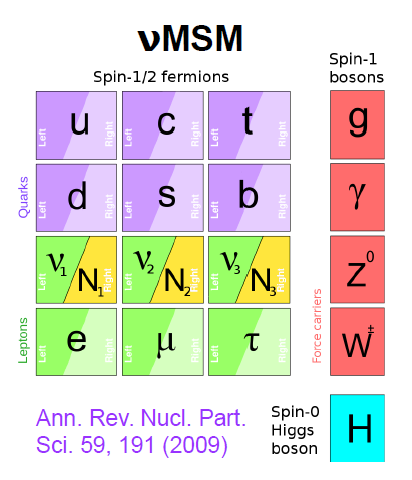 νMSM
Spin-1/2 fermions
Spin-1
bosons
Quarks
Left u Right
Left c Right
Left t Right
g
Left d Right
Left s Right
Left b Right
γ
Leptons
Left ν1 N1 Right
Left ν2 N2 Right
Left ν3 N3 Right
Force carriers
Z0
Left e Right
Left μ Right
Left τ Right
W±
Ann. Rev. Nucl. Part.
Sci. 59, 191 (2009)
Spin-0
Higgs
boson
H